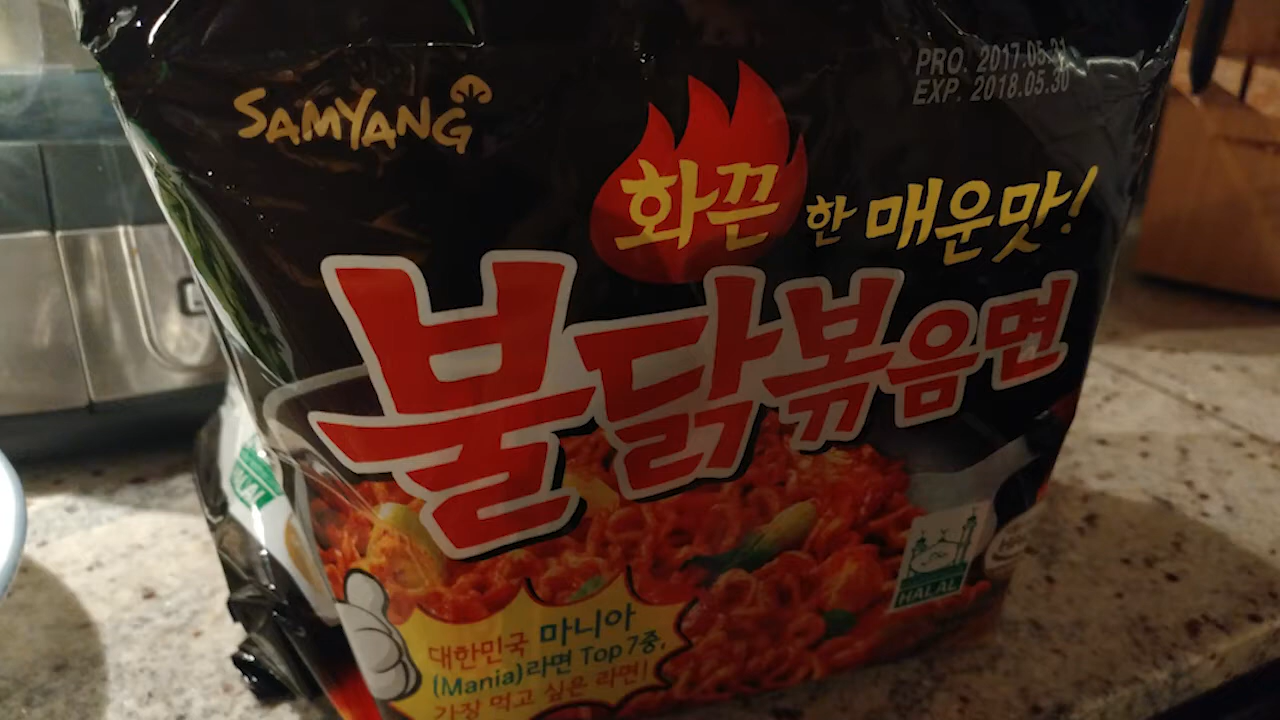 SAMYANG
PRO. 2017.05.31
EXP. 2018.05.30
화끈 한 매운맛!
불닭볶음면
HALAL
HALAL
대한민국 마니아
(Mania)라면 Top 7중,
가장 먹고 싶은 라면!